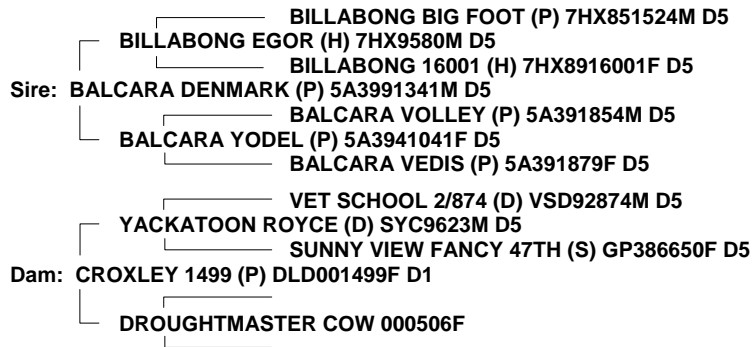 BILLABONG BIG FOOT (P) 7HX851524M D5
BILLABONG EGOR (H) 7HX9580M D5
BILLABONG 16001 (H) 7HX8916001F D5
Sire: BALCARA DENMARK (P) 5A3991341M D5
BALCARA VOLLEY (P) 5A391854M D5
BALCARA YODEL (P) 5A3941041F D5
BALCARA VEDIS (P) 5A391879F D5
VET SCHOOL 2/874 (D) VSD92874M D5
YACKATOON ROYCE (D) SYC9623M D5
SUNNY VIEW FANCY 47TH (S) GP386650F D5
Dam: CROXLEY 1499 (P) DLD001499F D1
DROUGHTMASTER COW 000506F